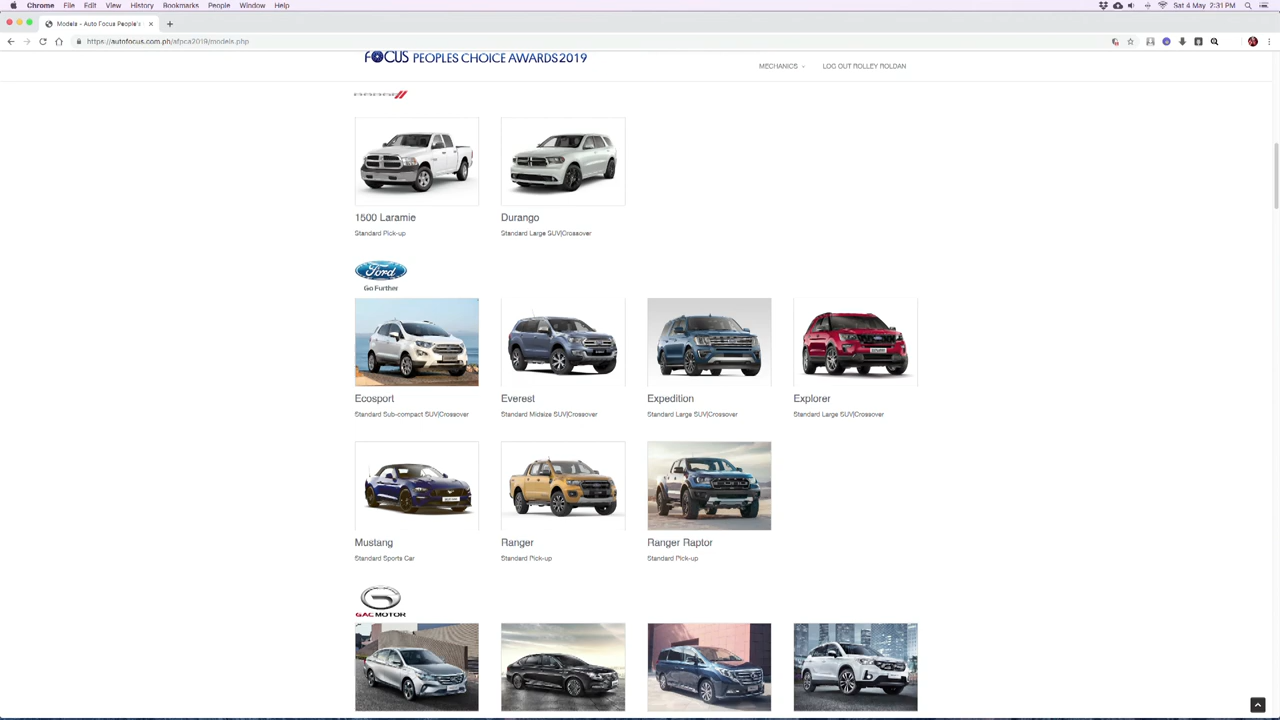 Chrome File Edit View History Bookmarks People Window Help
Sat 4 May 2:31 PM
Models - Auto Focus People's
https://autofocus.com.ph/afpca2019/models.php
FOCUS PEOPLES CHOICE AWARDS 2019
MECHANICS
LOG OUT ROLLEY ROLDAN
1500 Laramie
Standard Pick-up
Durango
Standard Large SUV|Crossover
Ford
Go Further
Ecosport
Standard Sub-compact SUV|Crossover
Everest
Standard Midsize SUV|Crossover
Expedition
Standard Large SUV|Crossover
Explorer
Standard Large SUV|Crossover
Mustang
Standard Sports Car
Ranger
Standard Pick-up
Ranger Raptor
Standard Pick-up
GAC MOTOR